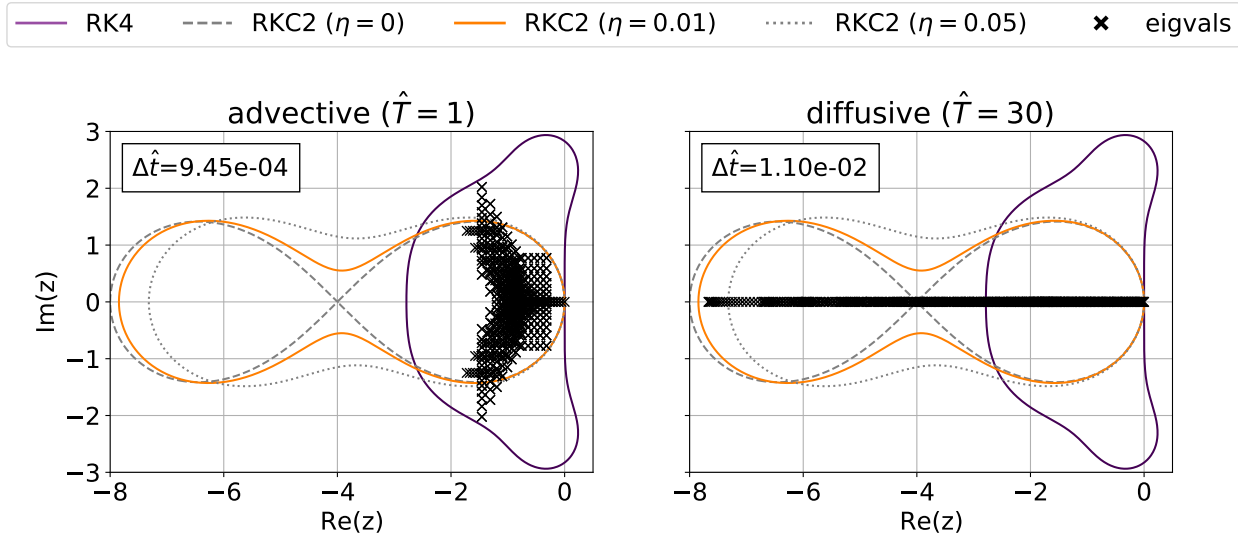 RK4 RKC2 (η = 0) RKC2 (η = 0.01) RKC2 (η = 0.05) eigvals
advective (T̂ = 1)
Δt̂=9.45e-04
3
2
1
0
−1
−2
−3
Im(z)
−8 −6 −4 −2 0
Re(z)
diffusive (T̂ = 30)
Δt̂=1.10e-02
−8 −6 −4 −2 0
Re(z)